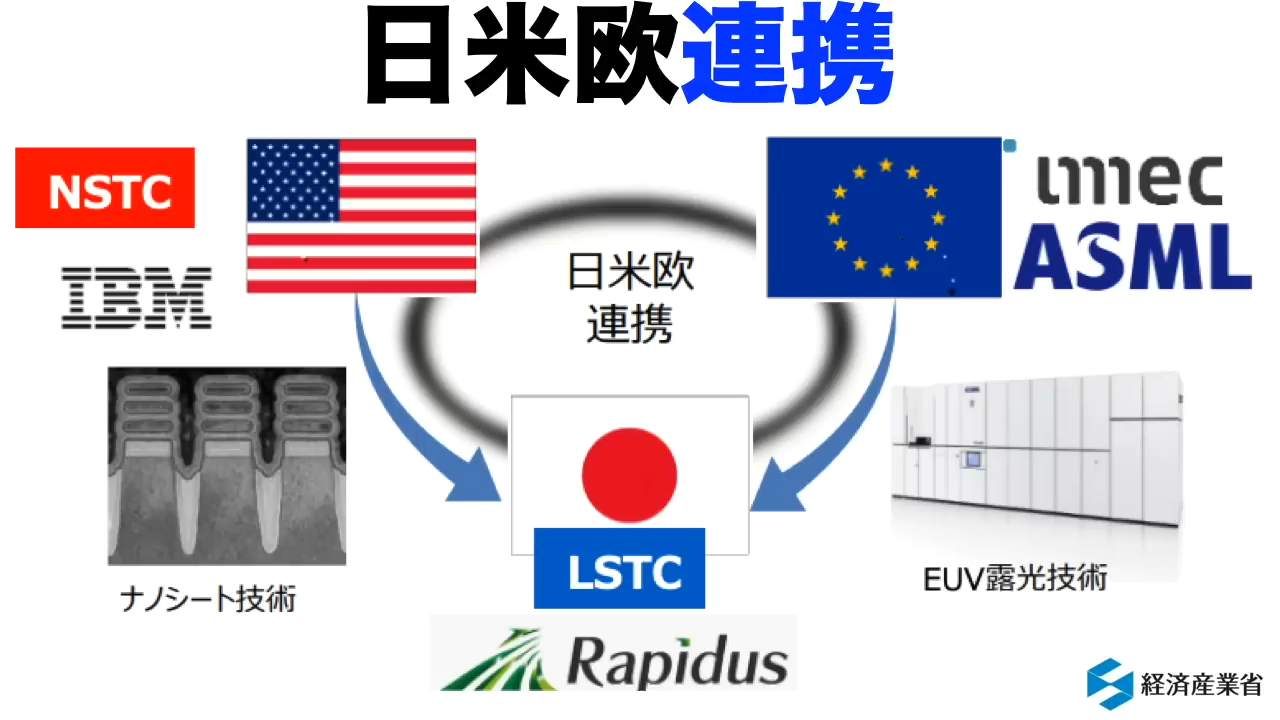 日米欧連携
NSTC
IBM
imec
ASML
日米欧
連携
ナノシート技術
EUV露光技術
LSTC
Rapidus
経済産業省